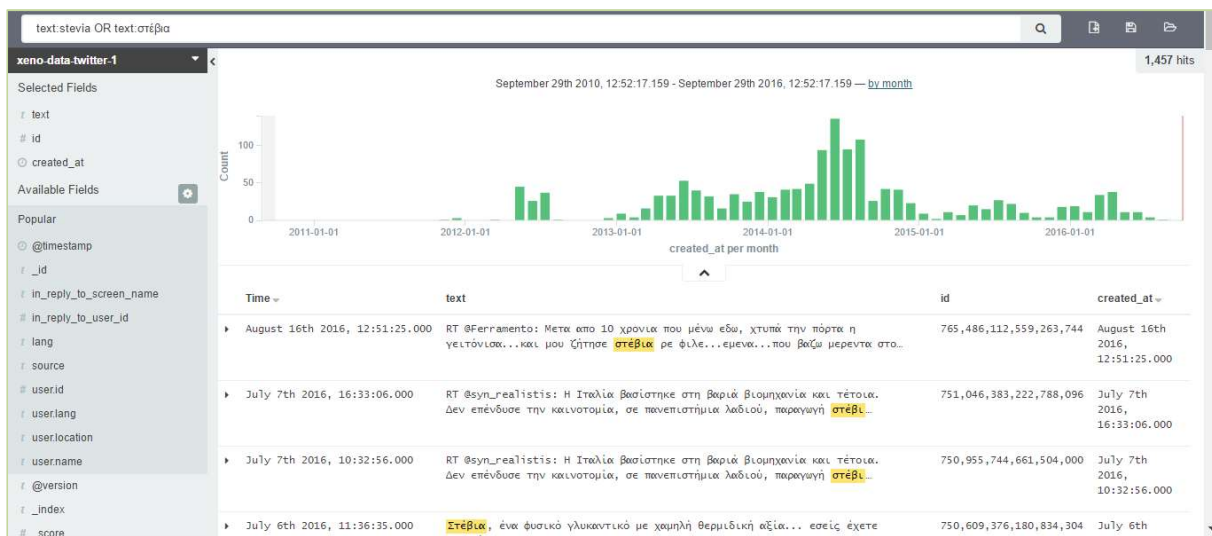 text:stevia OR text:στέβια
xeno-data-twitter-1
1,457 hits
Selected Fields
t text
# id
created_at
Available Fields
Popular
@timestamp
t _id
t in_reply_to_screen_name
# in_reply_to_user_id
t lang
t source
# user.id
t user.lang
t user.location
t user.name
t @version
t _index
# _score
September 29th 2010, 12:52:17.159 - September 29th 2016, 12:52:17.159 — by month
Count
100
50
0
2011-01-01 2012-01-01 2013-01-01 2014-01-01 2015-01-01 2016-01-01
created_at per month
Time text id created_at
August 16th 2016, 12:51:25.000 RT @Ferramento: Μετα απο 10 χρονια που μένω εδω, χτυπά την πόρτα η 765,486,112,559,263,744 August 16th
γειτόνισα...και μου ζήτησε στέβια ρε φιλε...εμενα...που βαζω μερεντα στο… 2016,
12:51:25.000
July 7th 2016, 16:33:06.000 RT @syn_realistis: Η Ιταλία βασίστηκε στη βαριά βιομηχανία και τέτοια. 751,046,383,222,788,096 July 7th
Δεν επένδυσε την καινοτομία, σε πανεπιστήμια λαδιού, παραγωγή στέβι… 2016,
16:33:06.000
July 7th 2016, 10:32:56.000 RT @syn_realistis: Η Ιταλία βασίστηκε στη βαριά βιομηχανία και τέτοια. 750,955,744,661,504,000 July 7th
Δεν επένδυσε την καινοτομία, σε πανεπιστήμια λαδιού, παραγωγή στέβι… 2016,
10:32:56.000
July 6th 2016, 11:36:35.000 Στέβια, ένα φυσικό γλυκαντικό με χαμηλή θερμιδική αξία... εσείς έχετε 750,609,376,180,834,304 July 6th